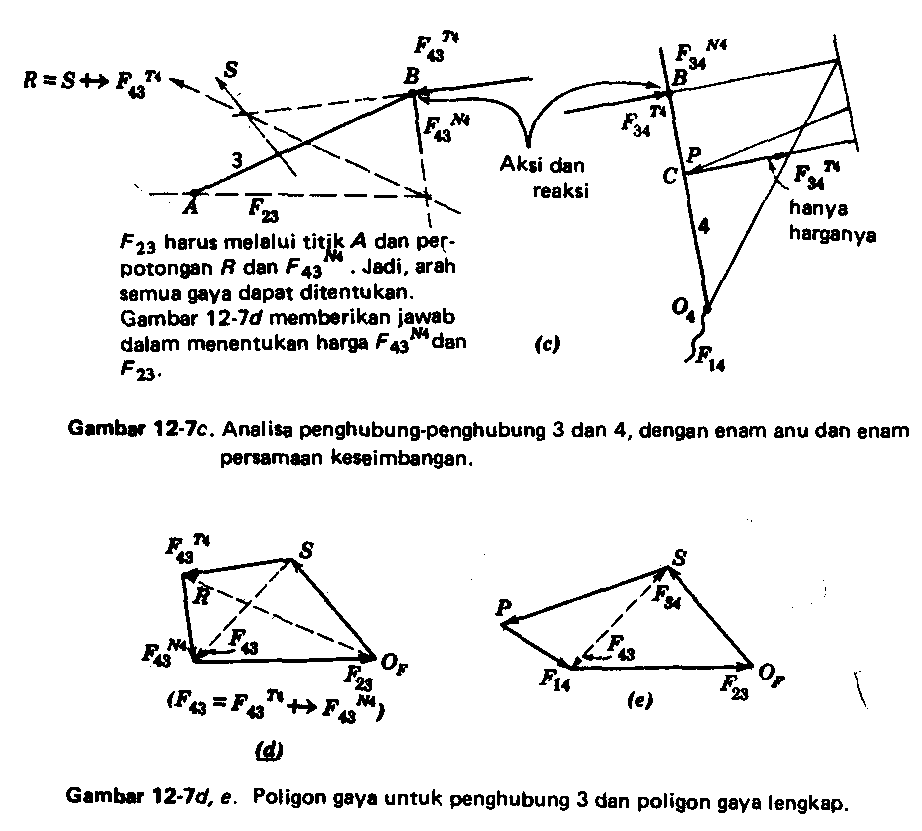 R = S ↔ F₄₃ᵀ⁴
S
F₄₃ᵀ⁴
B
F₄₃ᴺ⁴
3
A
F₂₃
Aksi dan
reaksi
F₃₄ᴺ⁴
B
F₃₄ᵀ⁴
P
C
F₃₄ᵀ⁴
hanya
harganya
4
O₄
F₁₄
F₂₃ harus melalui titik A dan per-
potongan R dan F₄₃ᴺ⁴. Jadi, arah
semua gaya dapat ditentukan.
Gambar 12-7d memberikan jawab
dalam menentukan harga F₄₃ᴺ⁴ dan
F₂₃.
(c)
Gambar 12-7c. Analisa penghubung-penghubung 3 dan 4, dengan enam anu dan enam
persamaan keseimbangan.
F₄₃ᵀ⁴
S
R
F₄₃ᴺ⁴
F₄₃
O_F
F₂₃
(F₄₃ = F₄₃ᵀ⁴ ↔ F₄₃ᴺ⁴)
(d)
S
P
F₃₄
F₄₃
F₁₄
O_F
F₂₃
(e)
Gambar 12-7d, e. Poligon gaya untuk penghubung 3 dan poligon gaya lengkap.